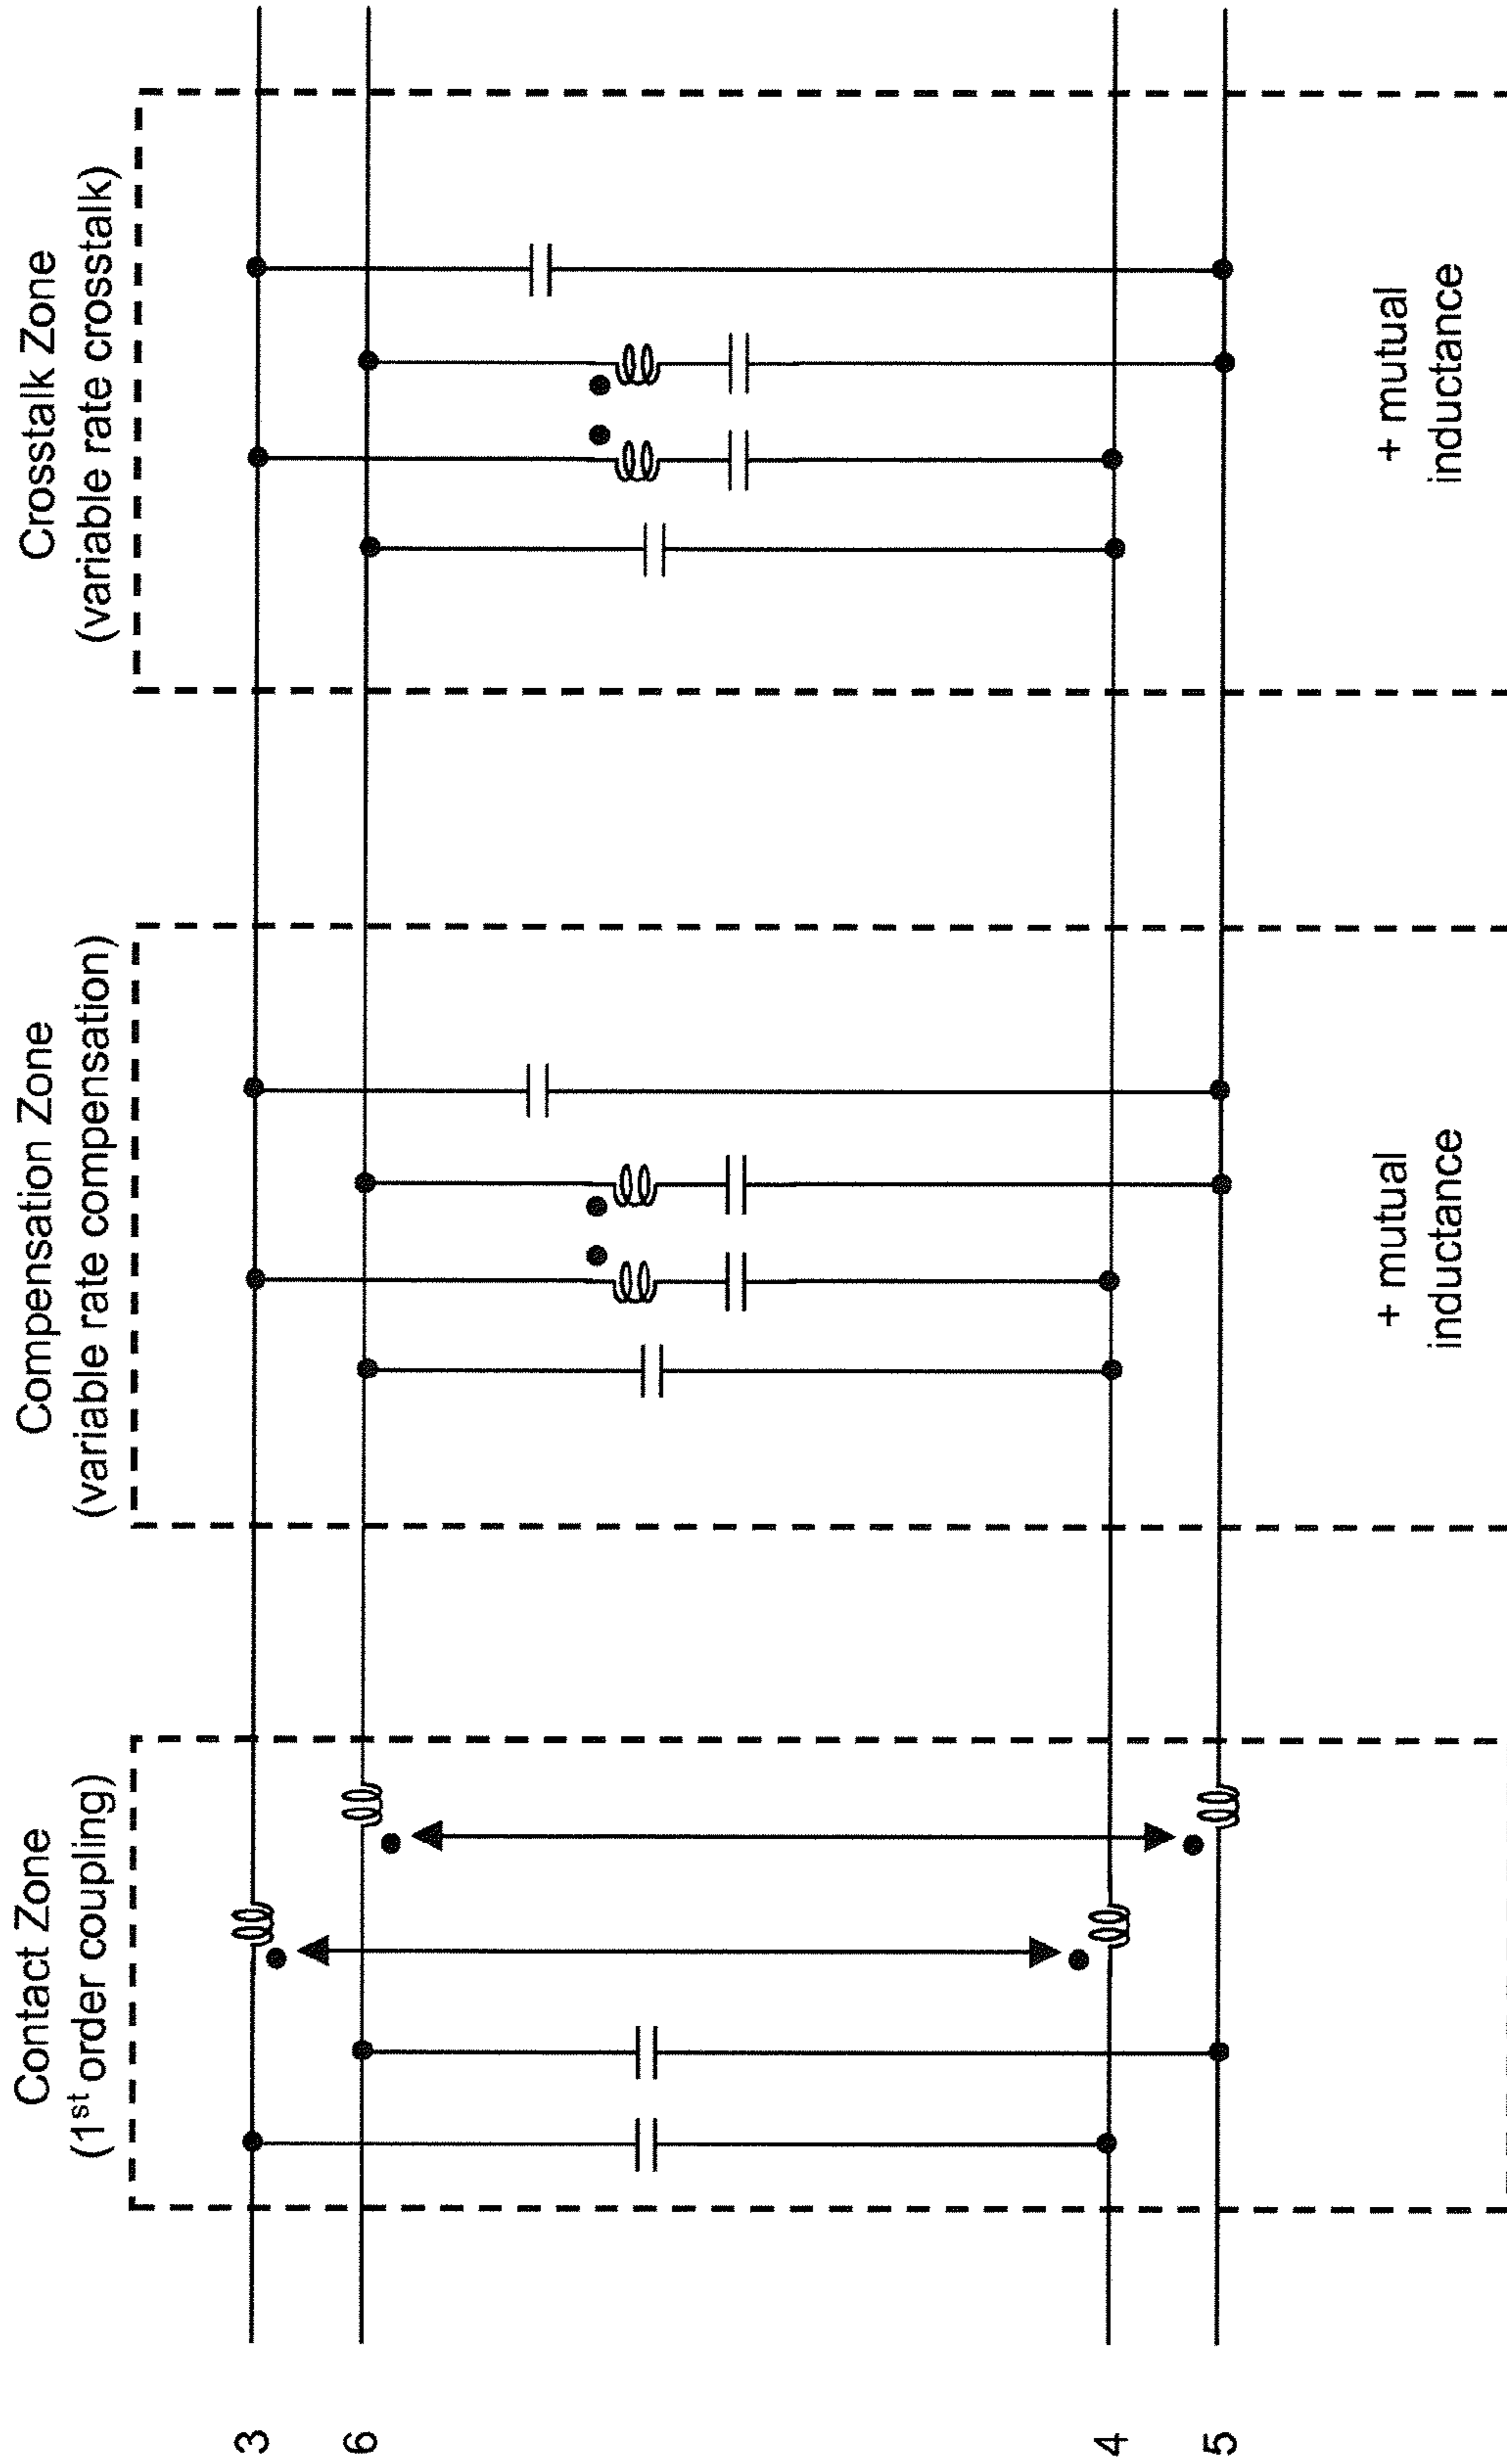 Contact Zone
(1st order coupling)
Compensation Zone
(variable rate compensation)
Crosstalk Zone
(variable rate crosstalk)
3
6
4
5
+ mutual
inductance
+ mutual
inductance